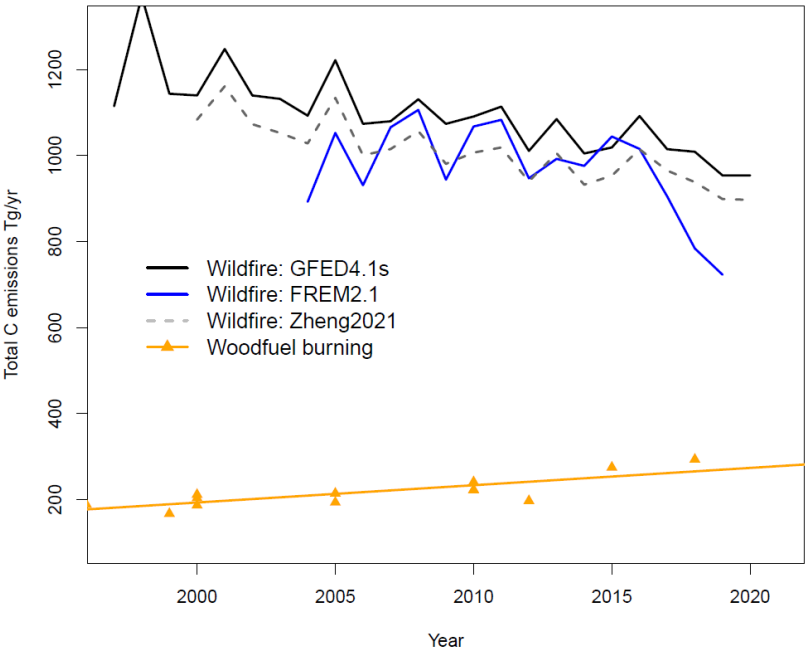 Total C emissions Tg/yr
1200
1000
800
600
400
200
Wildfire: GFED4.1s
Wildfire: FREM2.1
Wildfire: Zheng2021
Woodfuel burning
2000 2005 2010 2015 2020
Year